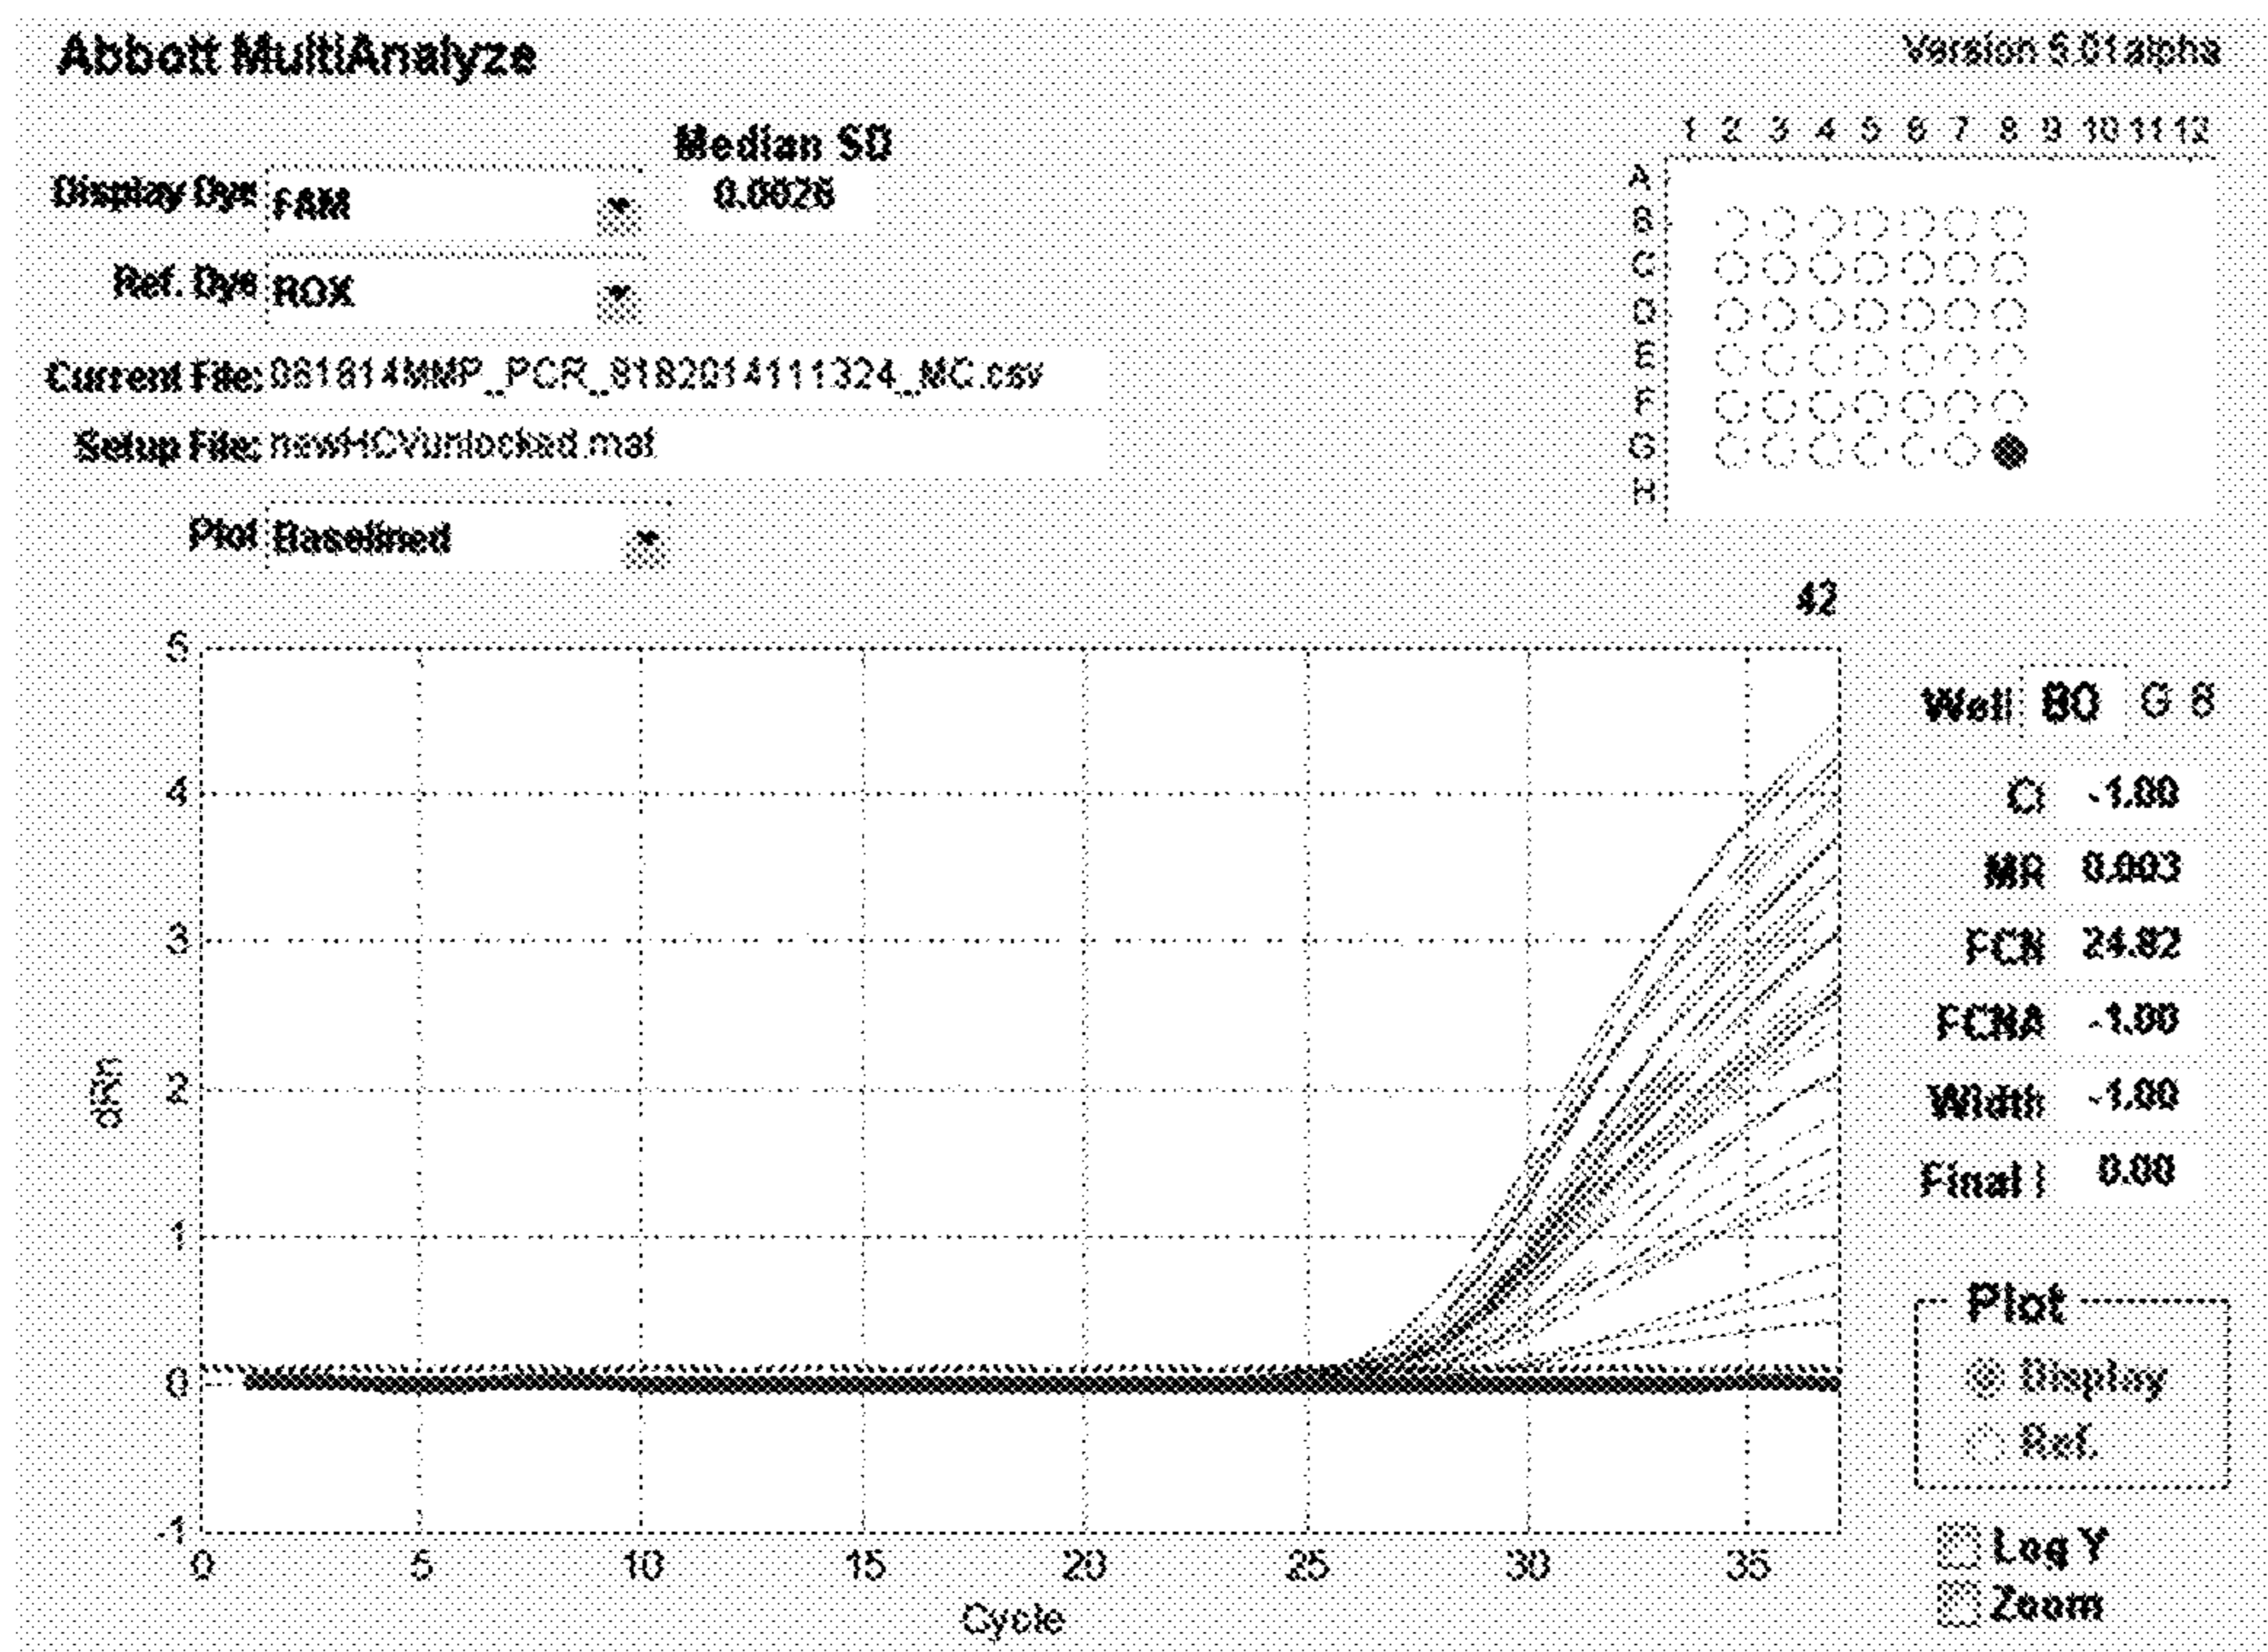 Abbott MultiAnalyze
Version 5.01alpha
Median SD
0.0026
Display Dye FAM
Ref. Dye ROX
Current File: 081814MMP_PCR_8182014111324_MC.csv
Setup File: newHCVunlocked.mat
Plot Baselined
1 2 3 4 5 6 7 8 9 10 11 12
A
B
C
D
E
F
G
H
42
5
4
3
2
1
0
-1
dRn
0 5 10 15 20 25 30 35
Cycle
Well 80 G 8
-1.00
MR 0.003
FCN 24.82
FCNA -1.00
Width -1.00
Final I 0.00
Plot
Display
Ref.
Log Y
Zoom